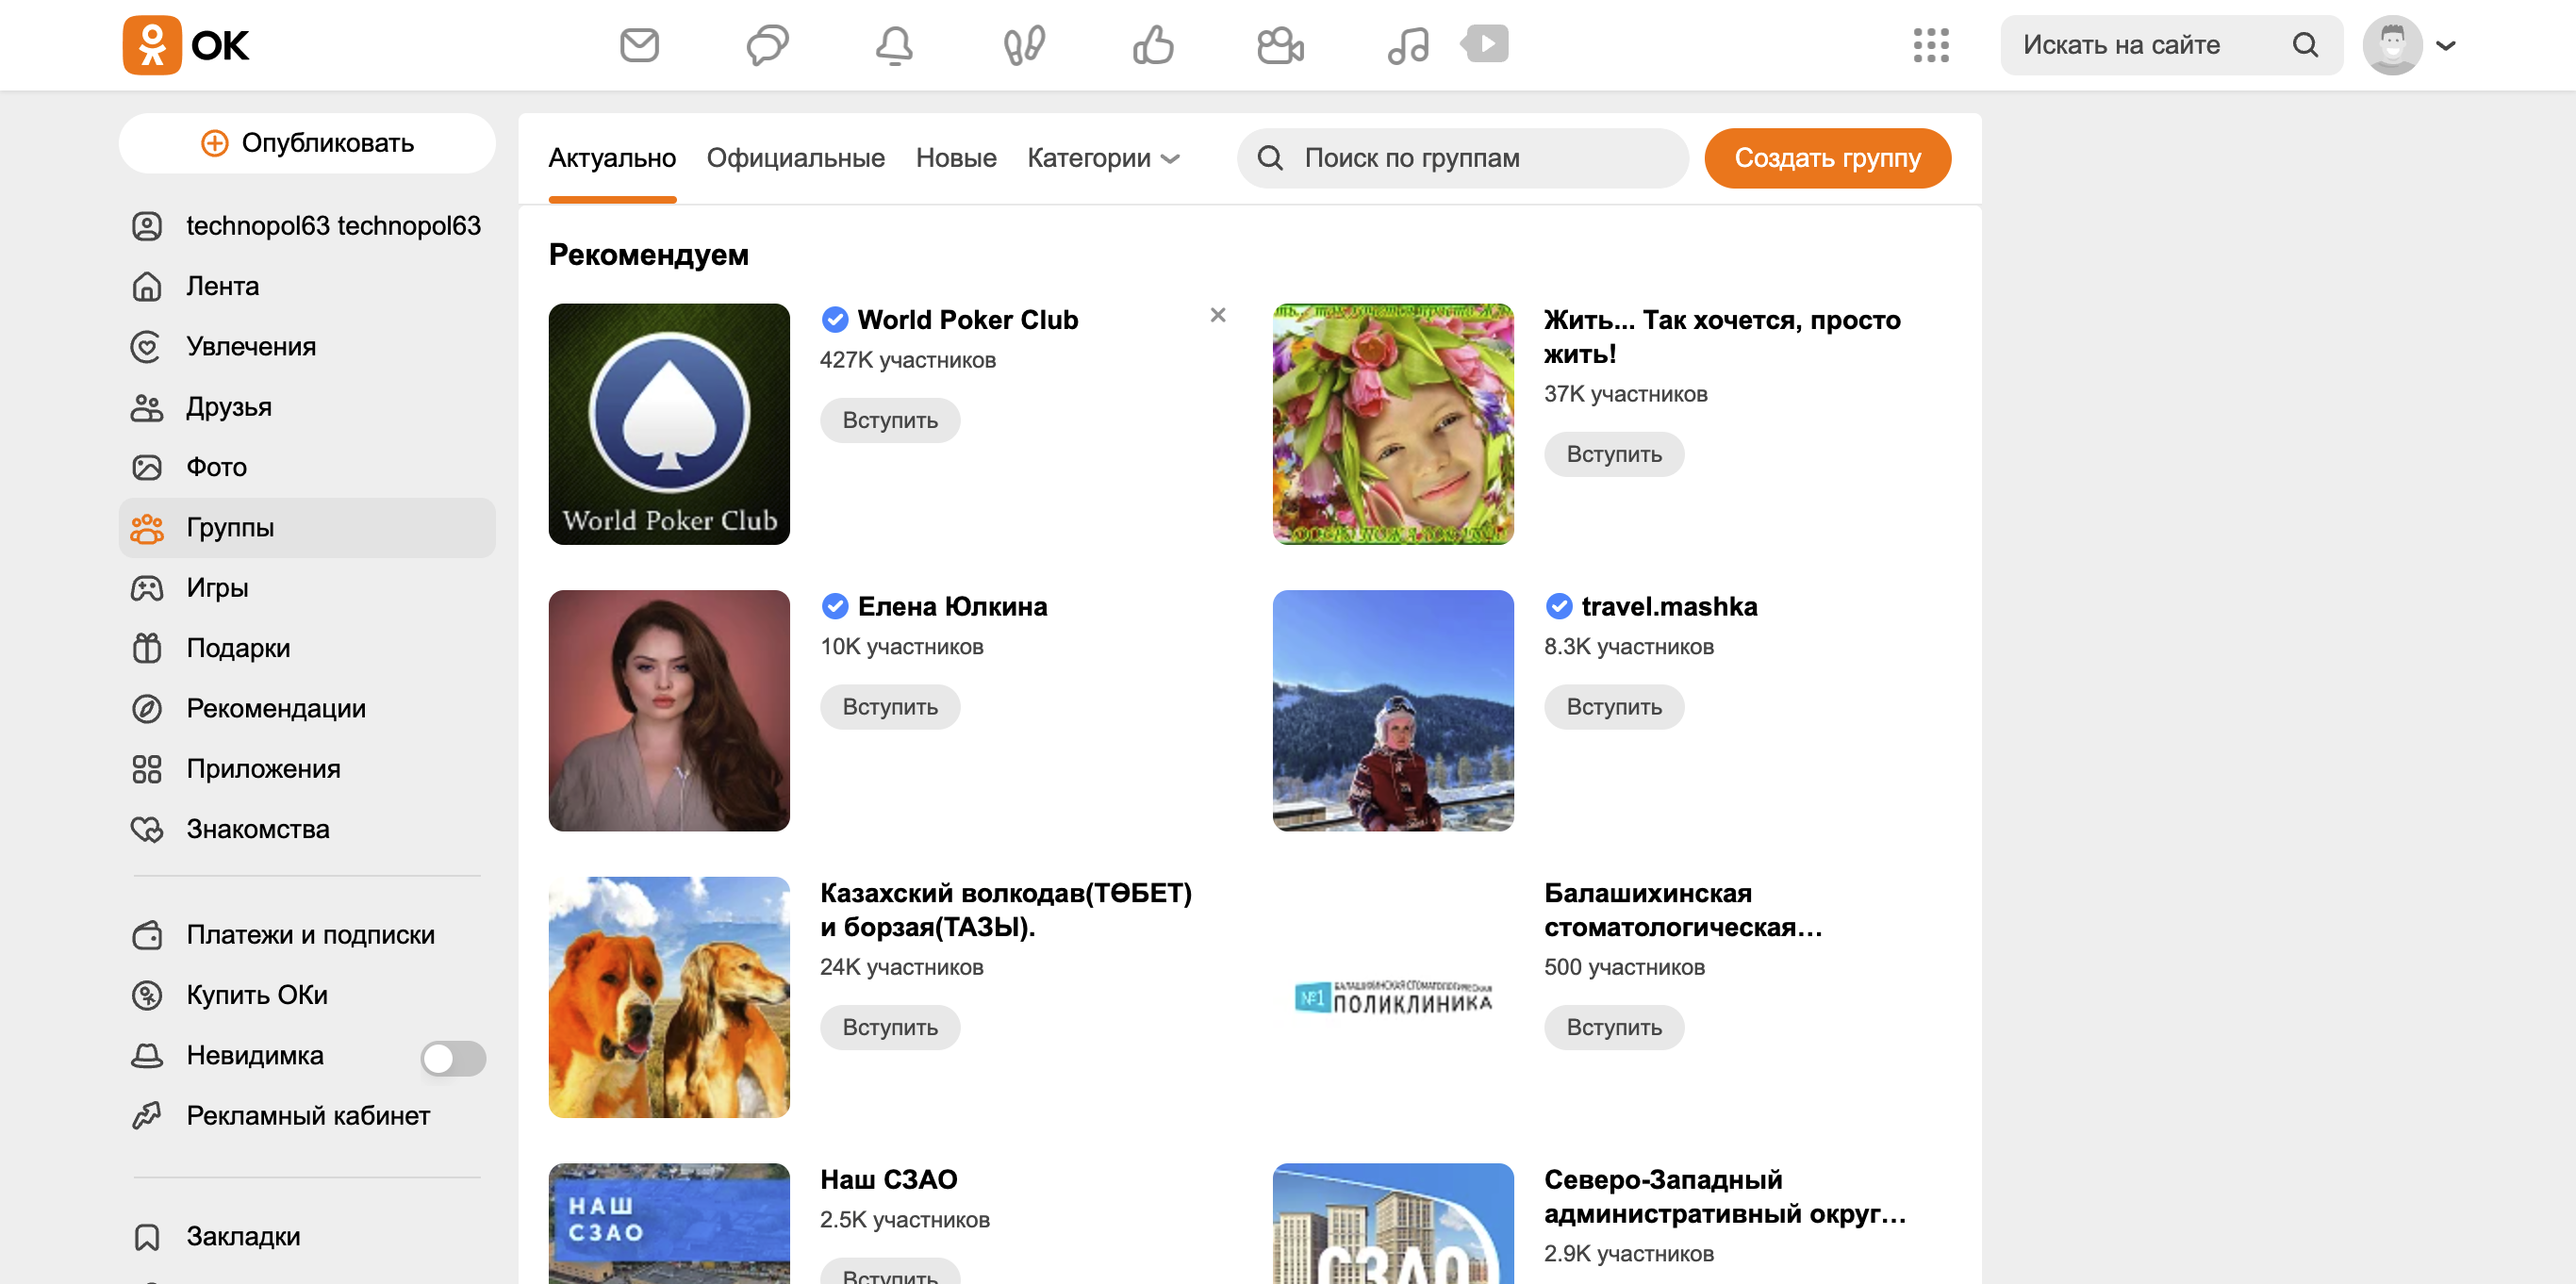 OK
Искать на сайте
Опубликовать
technopol63 technopol63
Лента
Увлечения
Друзья
Фото
Группы
Игры
Подарки
Рекомендации
Приложения
Знакомства
Платежи и подписки
Купить ОКи
Невидимка
Рекламный кабинет
Закладки
Актуально
Официальные
Новые
Категории
Поиск по группам
Создать группу
Рекомендуем
World Poker Club
World Poker Club
427K участников
Вступить
Жить... Так хочется, просто
жить!
37K участников
Вступить
Елена Юлкина
10K участников
Вступить
travel.mashka
8.3K участников
Вступить
Казахский волкодав(ТӨБЕТ)
и борзая(ТАЗЫ).
24K участников
Вступить
№1
БАЛАШИХИНСКАЯ СТОМАТОЛОГИЧЕСКАЯ
ПОЛИКЛИНИКА
Балашихинская
стоматологическая...
500 участников
Вступить
НАШ
СЗАО
Наш СЗАО
2.5K участников
Вступить
СЗАО
Северо-Западный
административный округ...
2.9K участников